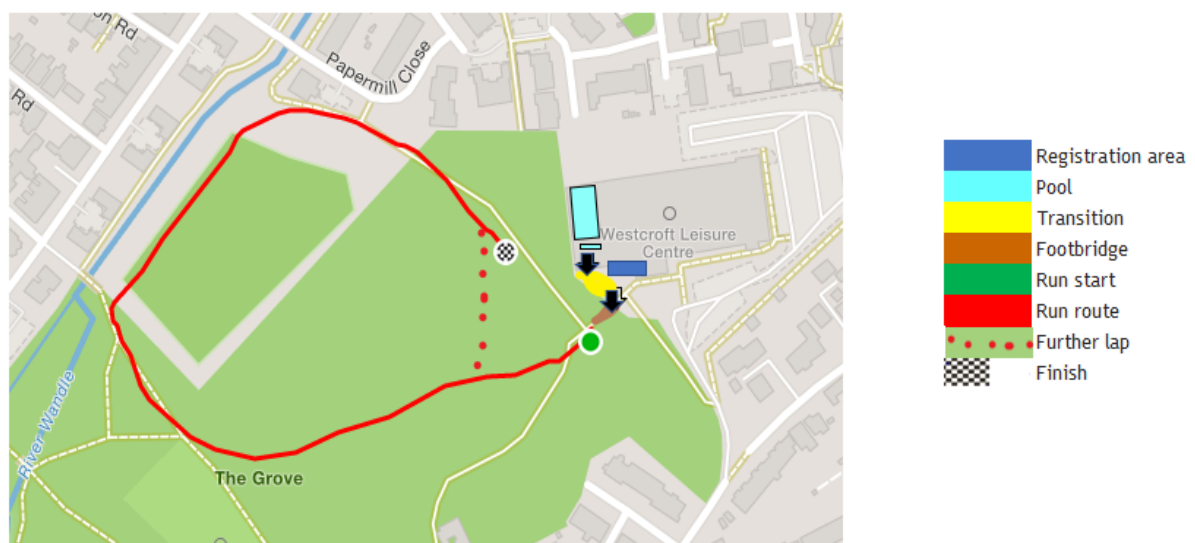 on Rd
Papermill Close
Rd
Westcroft Leisure
Centre
River Wandle
The Grove
Registration area
Pool
Transition
Footbridge
Run start
Run route
Further lap
Finish